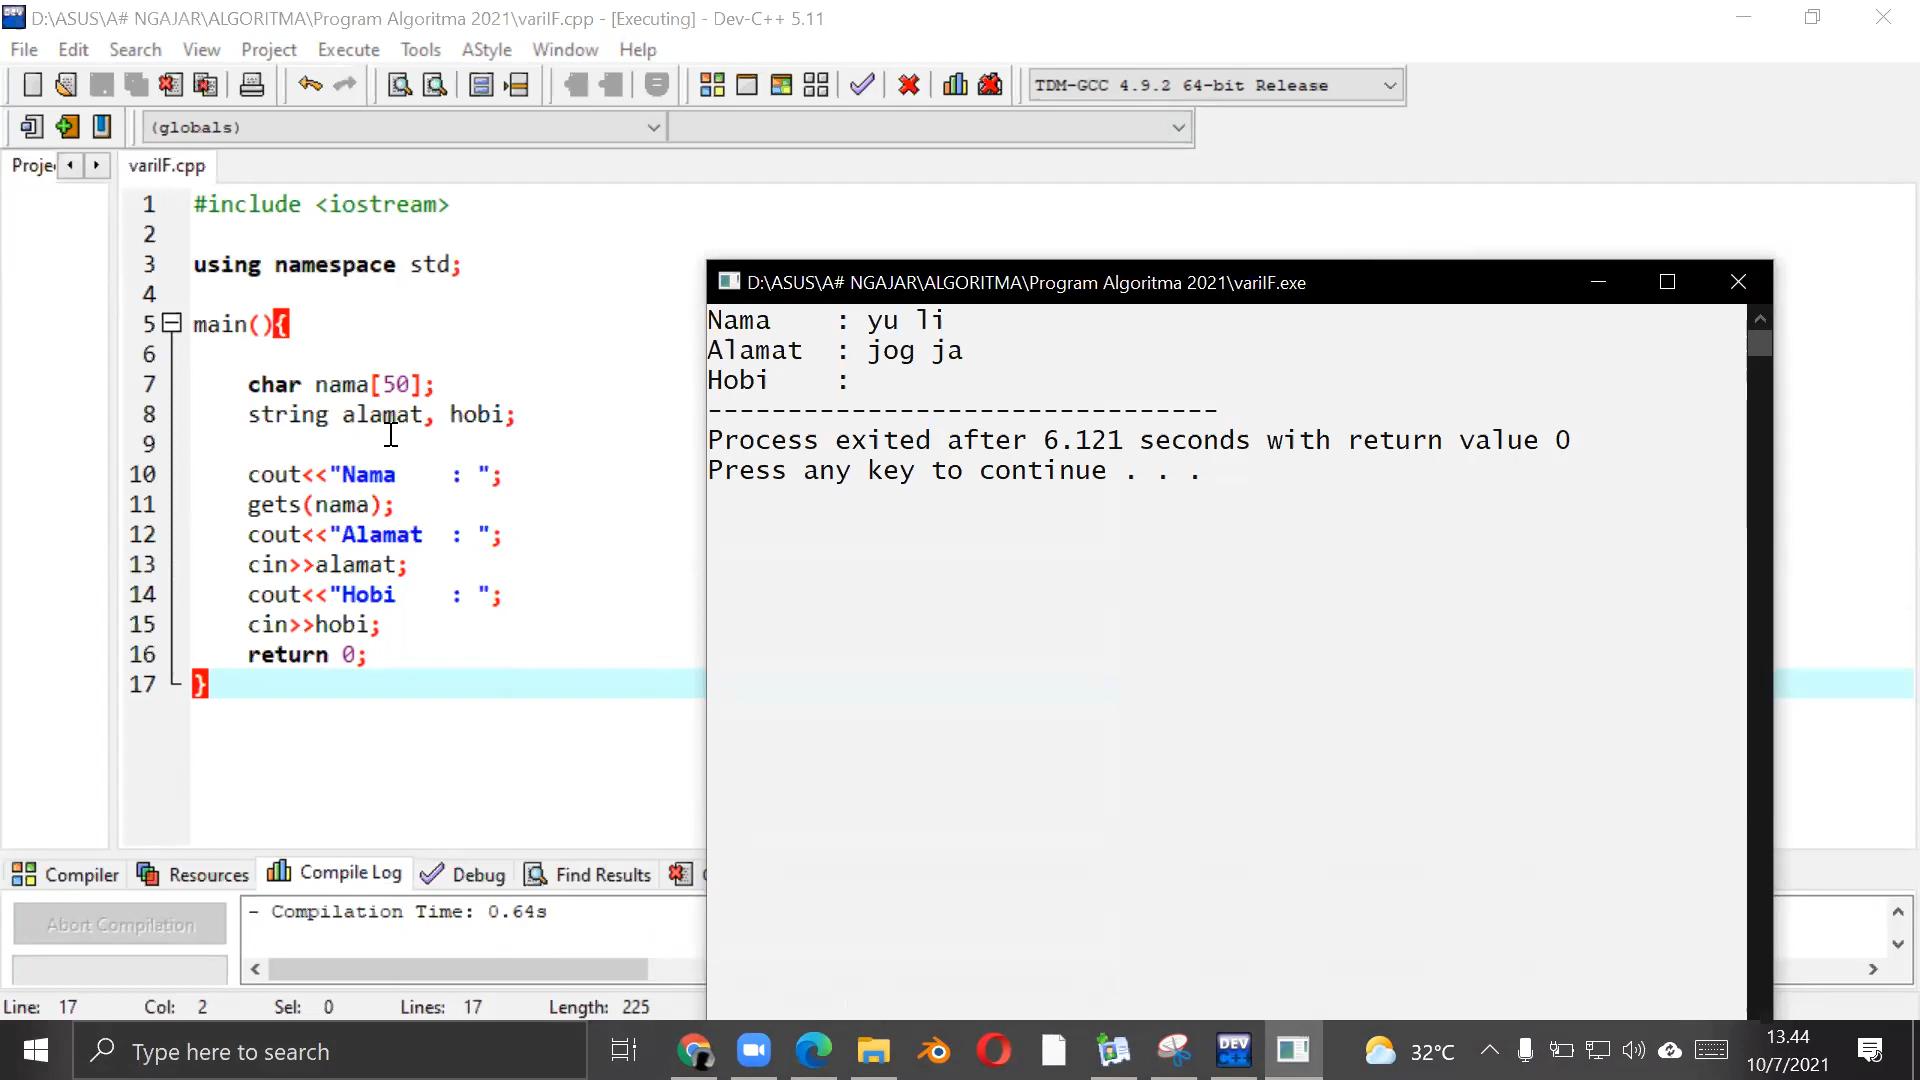 D:\ASUS\A# NGAJAR\ALGORITMA\Program Algoritma 2021\variIF.cpp - [Executing] - Dev-C++ 5.11
File Edit Search View Project Execute Tools AStyle Window Help
TDM-GCC 4.9.2 64-bit Release
(globals)
Projec
variIF.cpp
1 #include <iostream>
2
3 using namespace std;
4
5 main(){
6
7 char nama[50];
8 string alamat, hobi;
9
10 cout<<"Nama    : ";
11 gets(nama);
12 cout<<"Alamat  : ";
13 cin>>alamat;
14 cout<<"Hobi    : ";
15 cin>>hobi;
16 return 0;
17 }
D:\ASUS\A# NGAJAR\ALGORITMA\Program Algoritma 2021\variIF.exe
Nama    : yu li
Alamat  : jog ja
Hobi    :
--------------------------------
Process exited after 6.121 seconds with return value 0
Press any key to continue . . .
Compiler Resources Compile Log Debug Find Results
Abort Compilation
- Compilation Time: 0.64s
Line: 17 Col: 2 Sel: 0 Lines: 17 Length: 225
Type here to search
DEV C++
32°C
13.44
10/7/2021